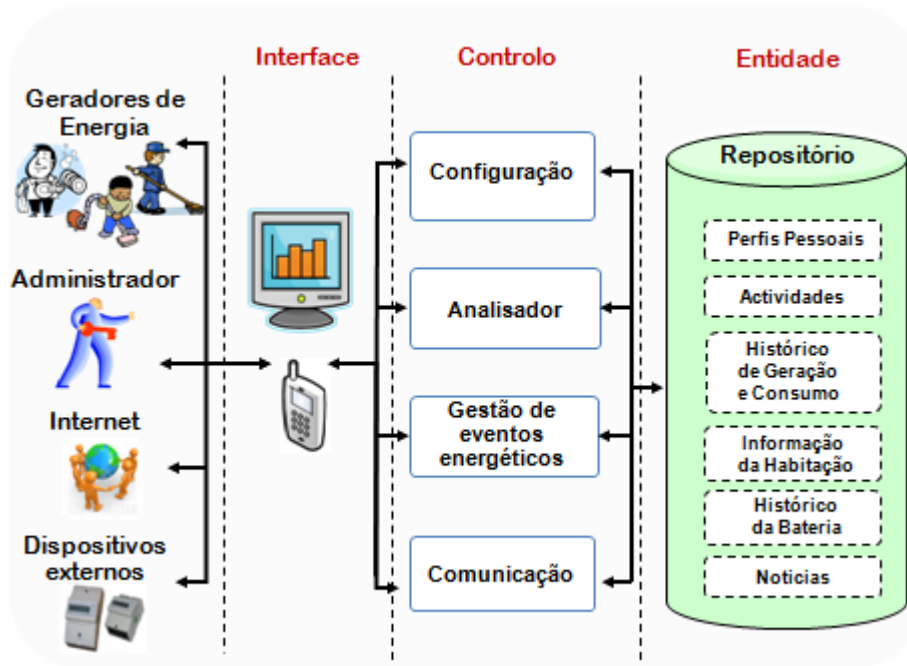 Interface
Controlo
Entidade
Geradores de
Energia
Administrador
Internet
Dispositivos
externos
Configuração
Analisador
Gestão de
eventos
energéticos
Comunicação
Repositório
Perfis Pessoais
Actividades
Histórico
de Geração
e Consumo
Informação
da Habitação
Histórico
da Bateria
Noticias